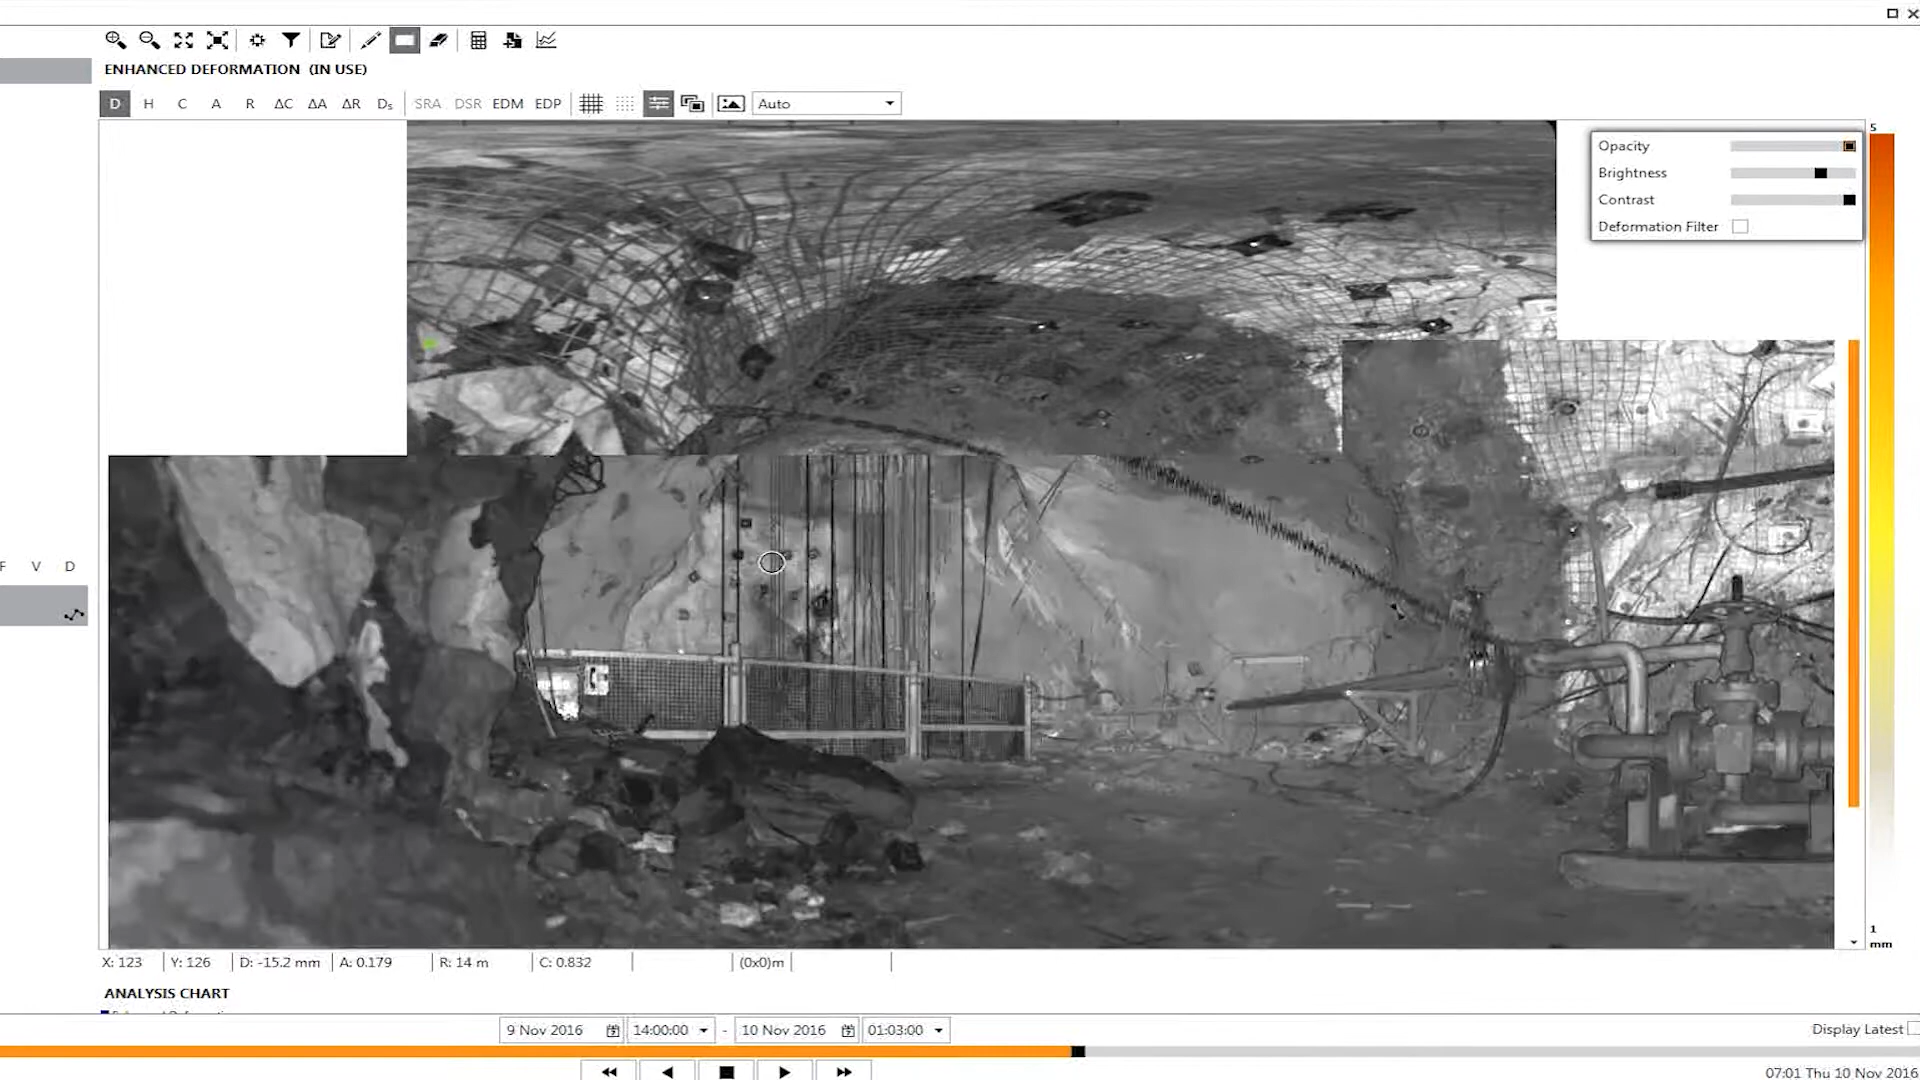 ENHANCED DEFORMATION (IN USE)
D H C A R ΔC ΔA ΔR Ds SRA DSR EDM EDP Auto
5
Opacity
Brightness
Contrast
Deformation Filter
F V D
1
mm
X: 123 Y: 126 D: -15.2 mm A: 0.179 R: 14 m C: 0.832 (0x0)m
ANALYSIS CHART
9 Nov 2016 14:00:00 - 10 Nov 2016 01:03:00
Display Latest
07:01 Thu 10 Nov 2016